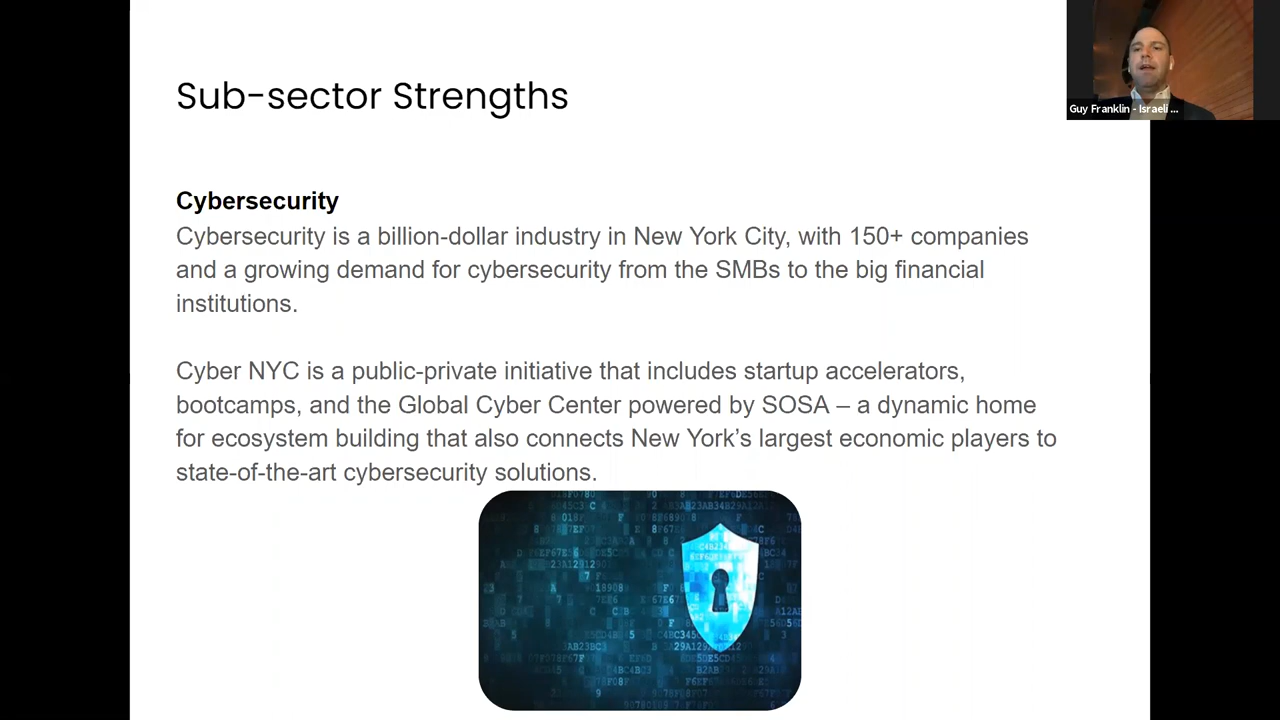 Sub-sector Strengths
Guy Franklin - Israeli ...
Cybersecurity
Cybersecurity is a billion-dollar industry in New York City, with 150+ companies
and a growing demand for cybersecurity from the SMBs to the big financial
institutions.
Cyber NYC is a public-private initiative that includes startup accelerators,
bootcamps, and the Global Cyber Center powered by SOSA – a dynamic home
for ecosystem building that also connects New York’s largest economic players to
state-of-the-art cybersecurity solutions.